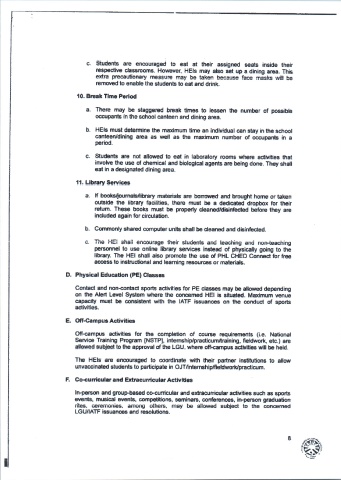 c. Students are encouraged to eat at their assigned seats inside their
respective classrooms. However, HEIs may also set up a dining area. This
extra precautionary measure may be taken because face masks will be
removed to enable the students to eat and drink.
10. Break Time Period
a. There may be staggered break times to lessen the number of possible
occupants in the school canteen and dining area.
b. HEIs must determine the maximum time an individual can stay in the school
canteen/dining area as well as the maximum number of occupants in a
period.
c. Students are not allowed to eat in laboratory rooms where activities that
involve the use of chemical and biological agents are being done. They shall
eat in a designated dining area.
11. Library Services
a. If books/journals/library materials are borrowed and brought home or taken
outside the library facilities, there must be a dedicated dropbox for their
return. These books must be properly cleaned/disinfected before they are
included again for circulation.
b. Commonly shared computer units shall be cleaned and disinfected.
c. The HEI shall encourage their students and teaching and non-teaching
personnel to use online library services instead of physically going to the
library. The HEI shall also promote the use of PHL CHED Connect for free
access to instructional and learning resources or materials.
D. Physical Education (PE) Classes
Contact and non-contact sports activities for PE classes may be allowed depending
on the Alert Level System where the concerned HEI is situated. Maximum venue
capacity must be consistent with the IATF issuances on the conduct of sports
activities.
E. Off-Campus Activities
Off-campus activities for the completion of course requirements (i.e. National
Service Training Program [NSTP], internship/practicum/training, fieldwork, etc.) are
allowed subject to the approval of the LGU, where off-campus activities will be held.
The HEIs are encouraged to coordinate with their partner institutions to allow
unvaccinated students to participate in OJT/internship/fieldwork/practicum.
F. Co-curricular and Extracurricular Activities
In-person and group-based co-curricular and extracurricular activities such as sports
events, musical events, competitions, seminars, conferences, in-person graduation
rites, ceremonies, among others, may be allowed subject to the concerned
LGU/IATF issuances and resolutions.
8